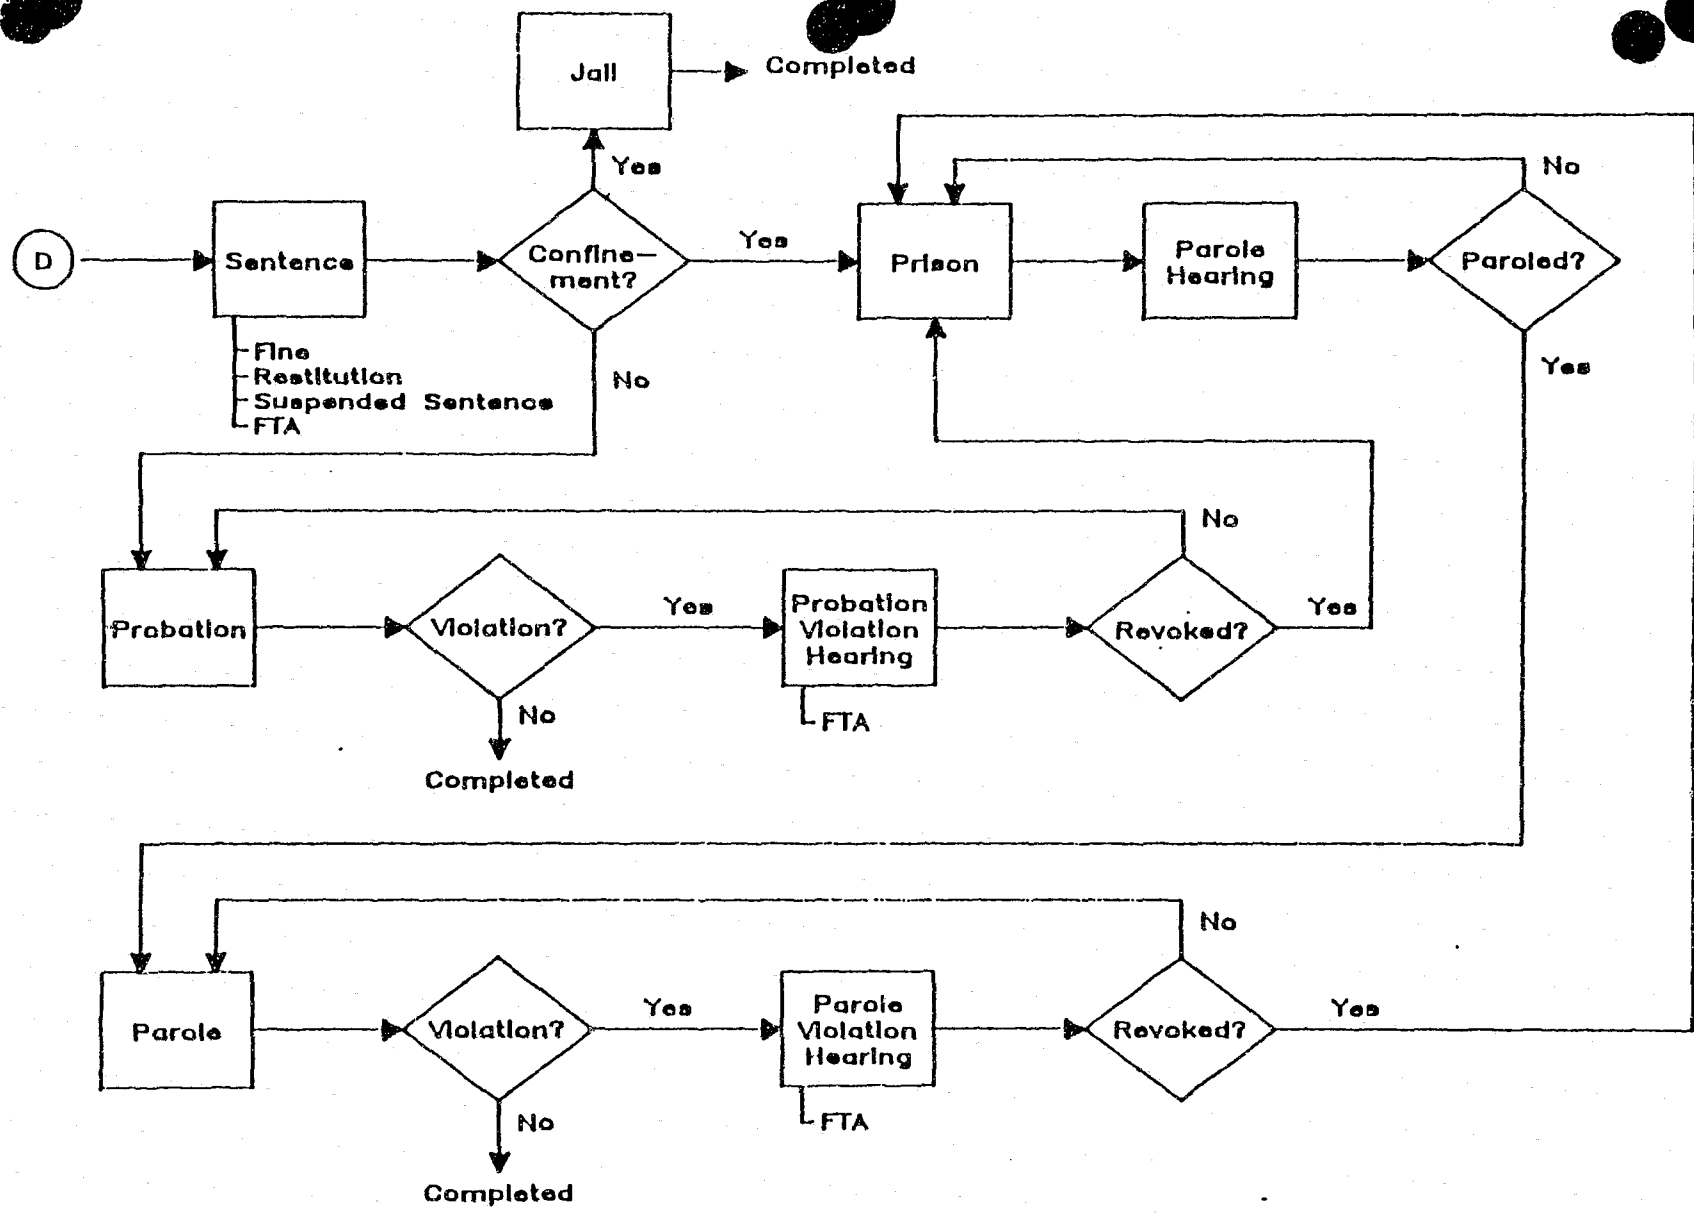 Jail
Completed
Yes
No
D
Sentence
Confine-
ment?
Yes
Prison
Parole
Hearing
Paroled?
Fine
Restitution
Suspended Sentence
FTA
No
Yes
No
Probation
Violation?
Yes
Probation
Violation
Hearing
Revoked?
Yes
No
FTA
Completed
No
Parole
Violation?
Yes
Parole
Violation
Hearing
Revoked?
Yes
No
FTA
Completed